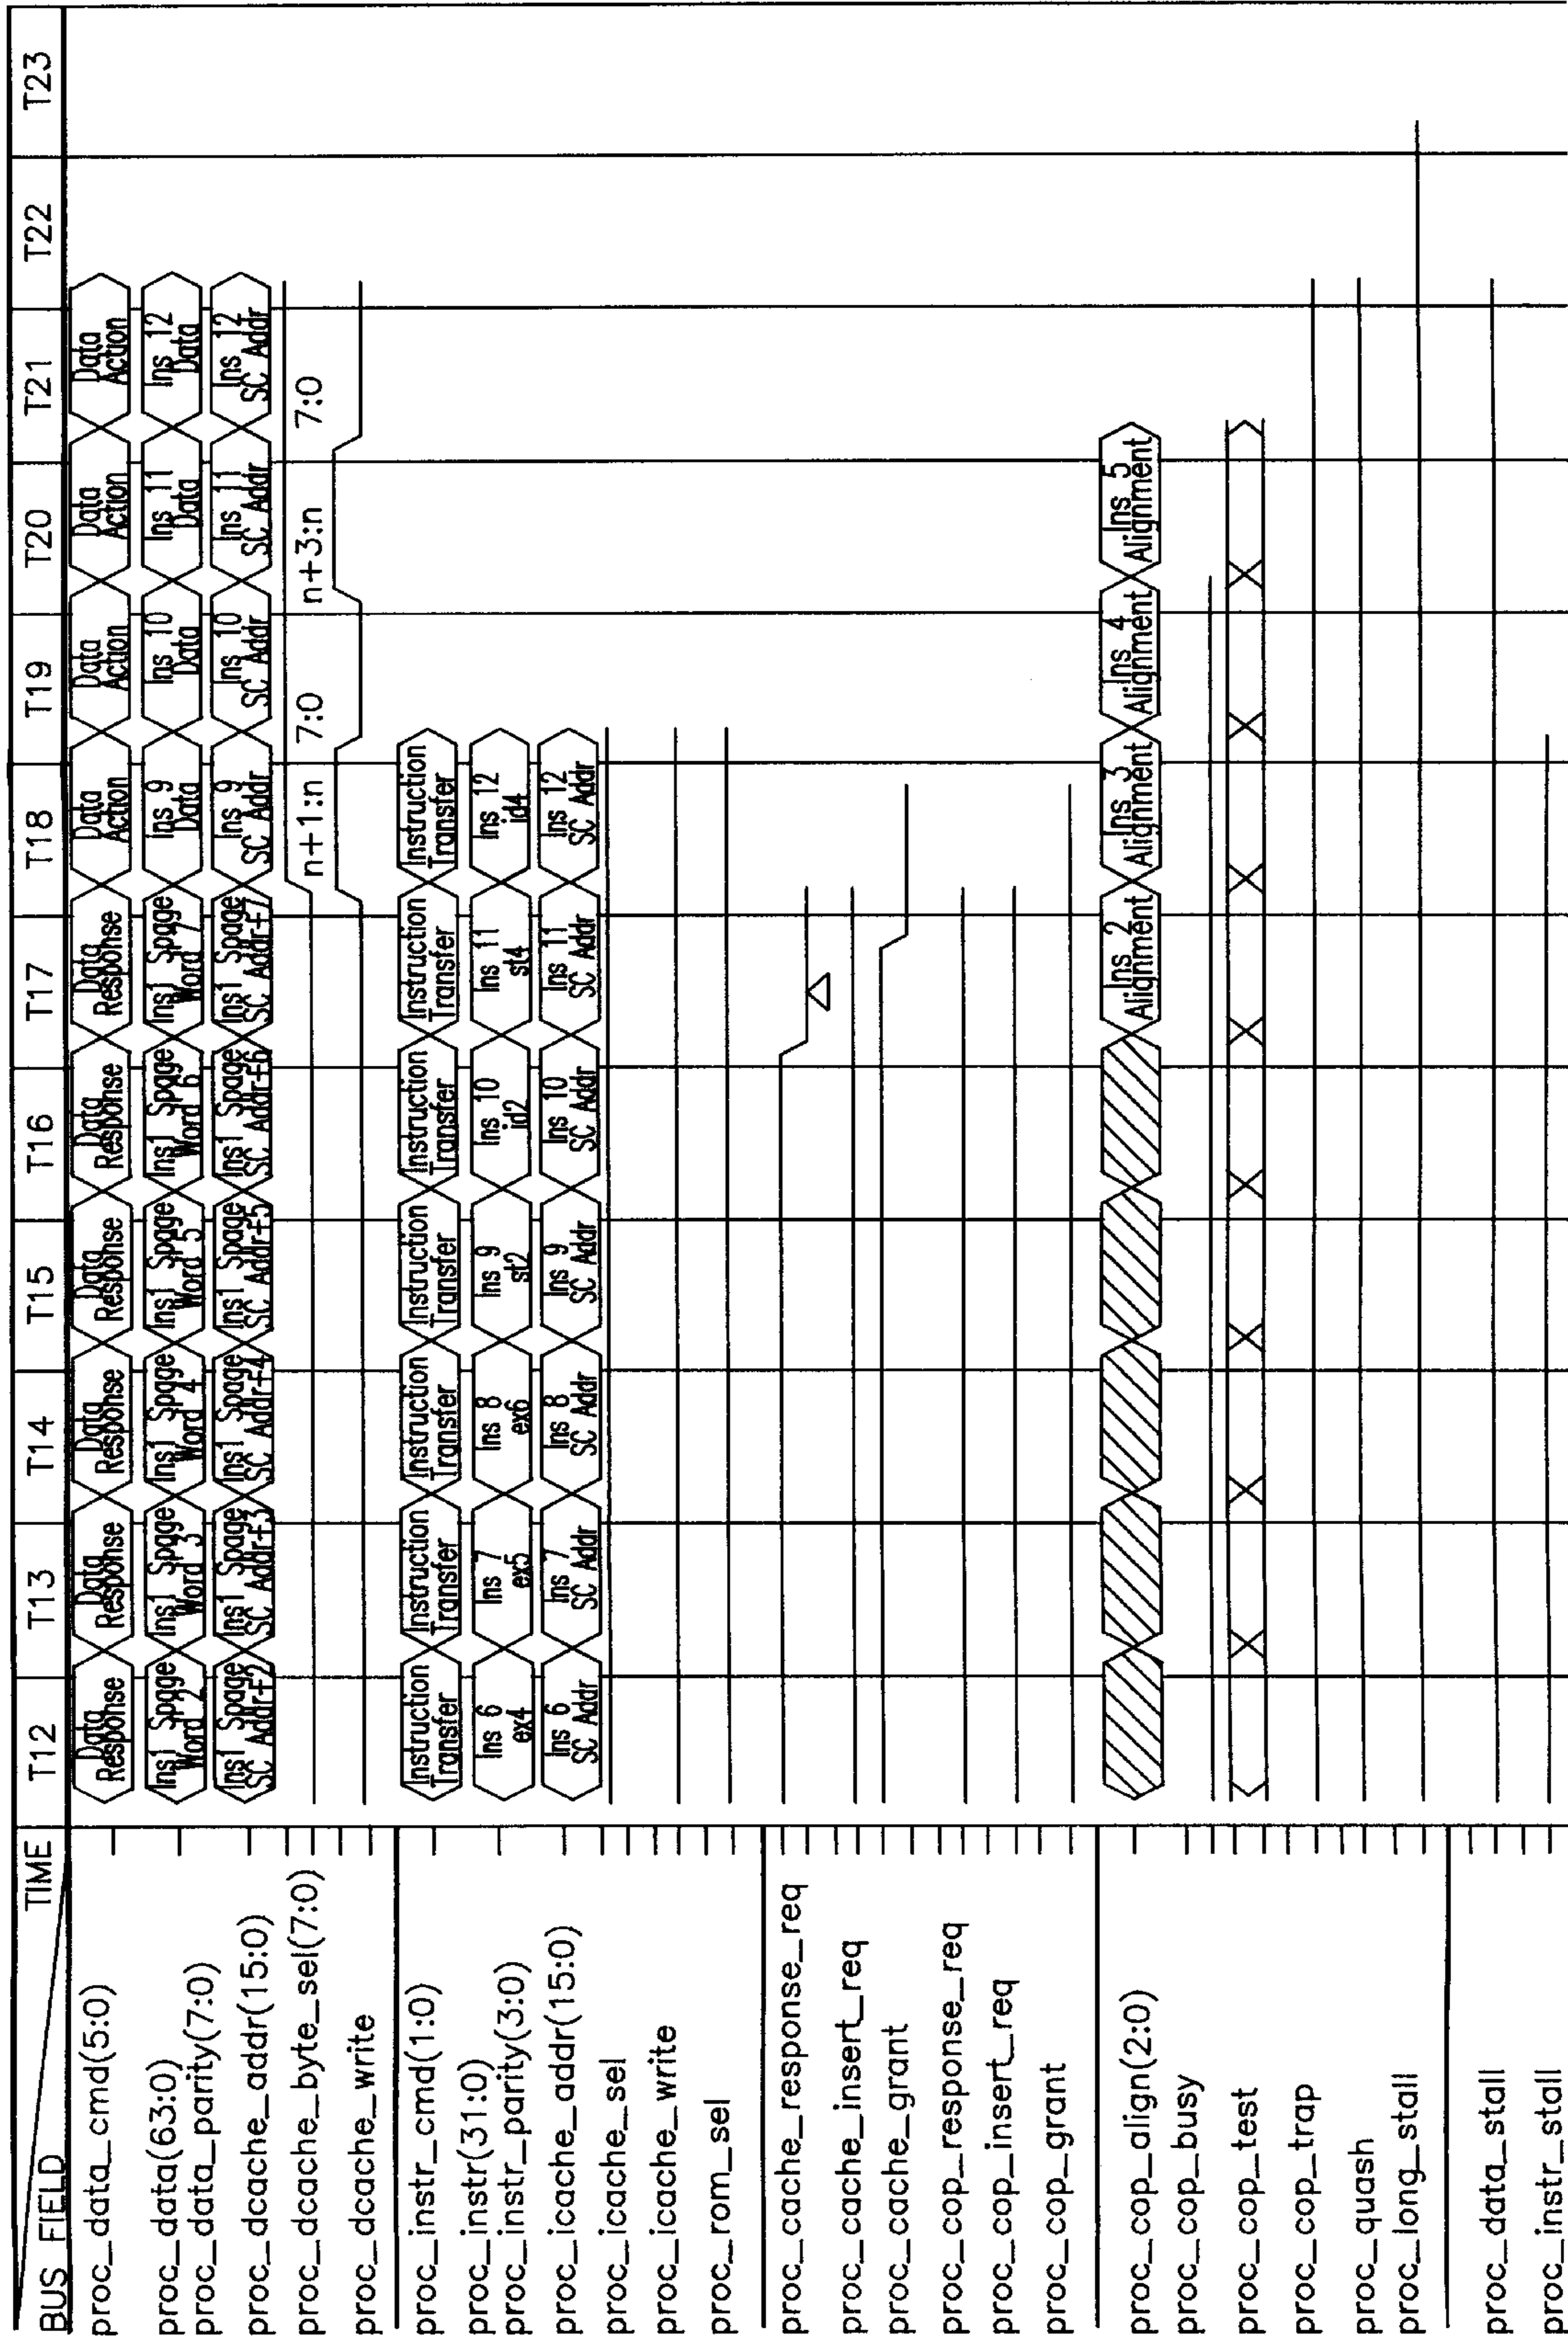 BUS FIELD TIME T12 T13 T14 T15 T16 T17 T18 T19 T20 T21 T22 T23
proc_data_cmd(5:0)
Data Response
Data Response
Data Response
Data Response
Data Response
Data Response
Data Action
Data Action
Data Action
Data Action
proc_data(63:0)
proc_data_parity(7:0)
Ins1 Spage Word 2
Ins1 Spage Word 3
Ins1 Spage Word 4
Ins1 Spage Word 5
Ins1 Spage Word 6
Ins1 Spage Word 7
Ins 9 Data
Ins 10 Data
Ins 11 Data
Ins 12 Data
proc_dcache_addr(15:0)
Ins1 Spage SC Addr+2
Ins1 Spage SC Addr+3
Ins1 Spage SC Addr+4
Ins1 Spage SC Addr+5
Ins1 Spage SC Addr+6
Ins1 Spage SC Addr+7
Ins 9 SC Addr
Ins 10 SC Addr
Ins 11 SC Addr
Ins 12 SC Addr
proc_dcache_byte_sel(7:0)
n+1:n 7:0 n+3:n 7:0
proc_dcache_write
proc_instr_cmd(1:0)
Instruction Transfer
Instruction Transfer
Instruction Transfer
Instruction Transfer
Instruction Transfer
Instruction Transfer
Instruction Transfer
proc_instr(31:0)
proc_instr_parity(3:0)
Ins 6 ex4
Ins 7 ex5
Ins 8 ex6
Ins 9 st2
Ins 10 id2
Ins 11 st4
Ins 12 id4
proc_icache_addr(15:0)
Ins 6 SC Addr
Ins 7 SC Addr
Ins 8 SC Addr
Ins 9 SC Addr
Ins 10 SC Addr
Ins 11 SC Addr
Ins 12 SC Addr
proc_icache_sel
proc_icache_write
proc_rom_sel
proc_cache_response_req
proc_cache_insert_req
proc_cache_grant
proc_cop_response_req
proc_cop_insert_req
proc_cop_grant
proc_cop_align(2:0)
Ins 2 Alignment
Ins 3 Alignment
Ins 4 Alignment
Ins 5 Alignment
proc_cop_busy
proc_cop_test
proc_cop_trap
proc_quash
proc_long_stall
proc_data_stall
proc_instr_stall